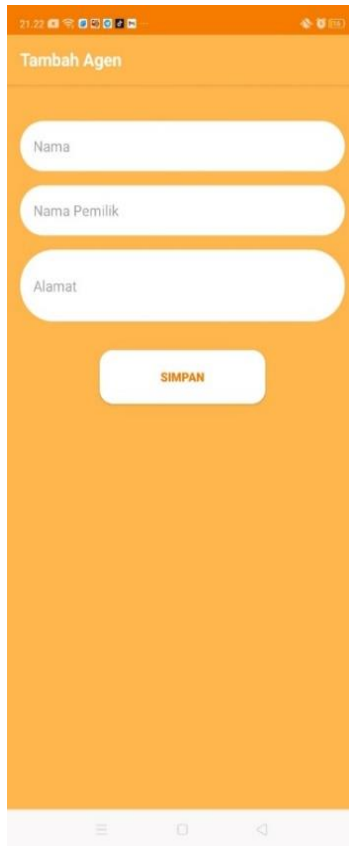 21.22
Tambah Agen
Nama
Nama Pemilik
Alamat
SIMPAN